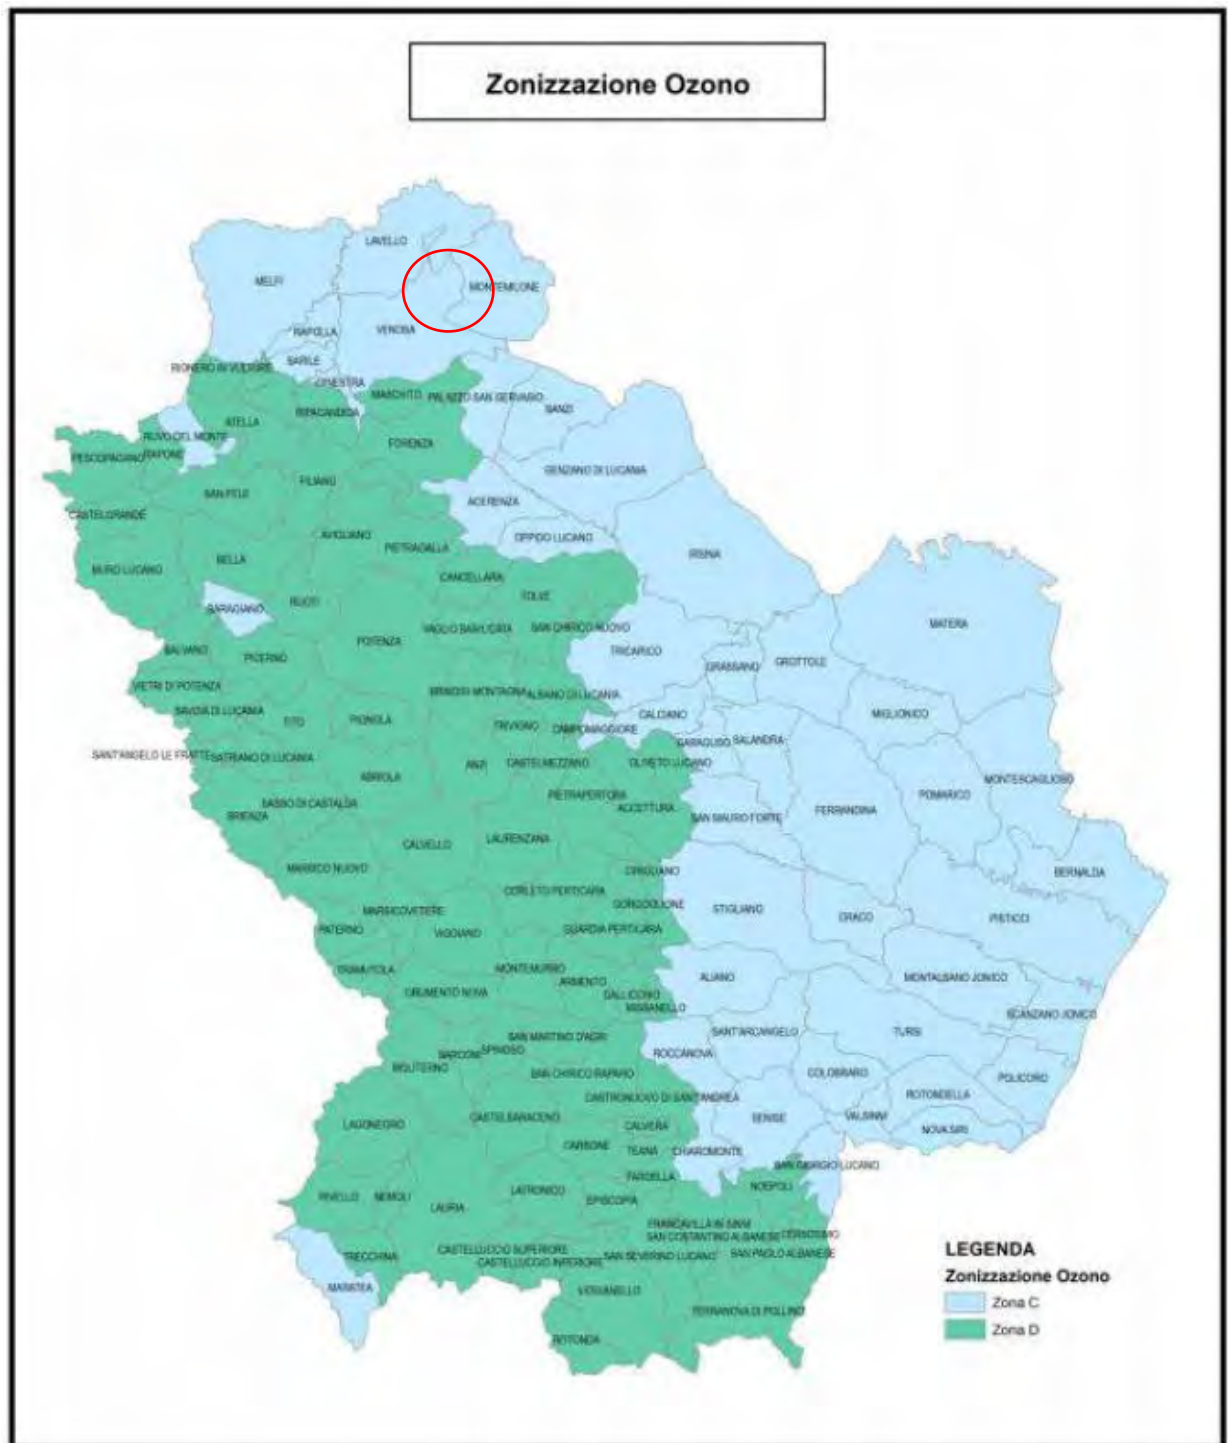 Zonizzazione Ozono
LAVELLO
MELFI
MONTEMILONE
RAPOLLA
VENOSA
BARILE
RIONERO IN VULTURE
GINESTRA
MASCHITO
PALAZZO SAN GERVASIO
BANZI
RIPACANDIDA
ATELLA
RUVO DEL MONTE
FORENZA
PESCOPAGANO
RAPONE
GENZANO DI LUCANIA
FILIANO
SAN FELE
ACERENZA
CASTELGRANDE
AVIGLIANO
OPPIDO LUCANO
PIETRAGALLA
IRSINA
BELLA
MURO LUCANO
CANCELLARA
TOLVE
RUOTI
BARAGIANO
MATERA
VAGLIO BASILICATA
SAN CHIRICO NUOVO
POTENZA
BALVANO
PICERNO
TRICARICO
GRASSANO
GROTTOLE
VIETRI DI POTENZA
BRINDISI MONTAGNA
ALBANO DI LUCANIA
SAVOIA DI LUCANIA
TITO
PIGNOLA
CALCIANO
MIGLIONICO
TRIVIGNO
CAMPOMAGGIORE
GARAGUSO
SALANDRA
SANT'ANGELO LE FRATTE
SATRIANO DI LUCANIA
ANZI
CASTELMEZZANO
OLIVETO LUCANO
ABRIOLA
MONTESCAGLIOSO
PIETRAPERTOSA
POMARICO
SASSO DI CASTALDA
ACCETTURA
FERRANDINA
BRIENZA
SAN MAURO FORTE
CALVELLO
LAURENZANA
MARSICO NUOVO
CIRIGLIANO
BERNALDA
CORLETO PERTICARA
GORGOGLIONE
MARSICOVETERE
STIGLIANO
CRACO
PISTICCI
PATERNO
VIGGIANO
GUARDIA PERTICARA
TRAMUTOLA
MONTEMURRO
ARMENTO
ALIANO
MONTALBANO JONICO
GRUMENTO NOVA
GALLICCHIO
MISSANELLO
SCANZANO JONICO
SANT'ARCANGELO
TURSI
SAN MARTINO D'AGRI
SARCONI
SPINOSO
ROCCANOVA
MOLITERNO
SAN CHIRICO RAPARO
COLOBRARO
POLICORO
CASTRONUOVO DI SANT'ANDREA
ROTONDELLA
CASTELSARACENO
SENISE
VALSINNI
LAGONEGRO
CALVERA
NOVA SIRI
CARBONE
TEANA
CHIAROMONTE
SAN GIORGIO LUCANO
FARDELLA
NOEPOLI
RIVELLO
NEMOLI
LATRONICO
EPISCOPIA
LAURIA
FRANCAVILLA IN SINNI
SAN COSTANTINO ALBANESE
CERSOSIMO
TRECCHINA
CASTELLUCCIO SUPERIORE
CASTELLUCCIO INFERIORE
SAN SEVERINO LUCANO
SAN PAOLO ALBANESE
MARATEA
VIGGIANELLO
TERRANOVA DI POLLINO
ROTONDA
LEGENDA
Zonizzazione Ozono
Zona C
Zona D